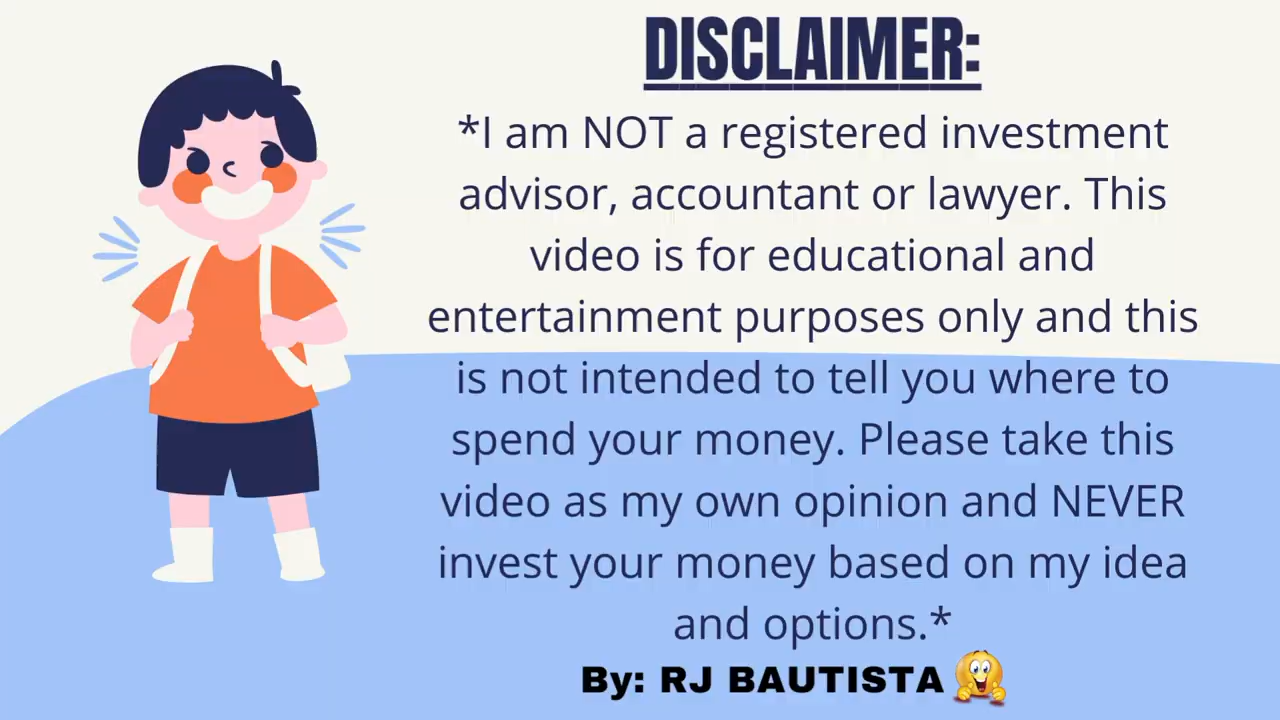 DISCLAIMER:
*I am NOT a registered investment
advisor, accountant or lawyer. This
video is for educational and
entertainment purposes only and this
is not intended to tell you where to
spend your money. Please take this
video as my own opinion and NEVER
invest your money based on my idea
and options.*
By: RJ BAUTISTA